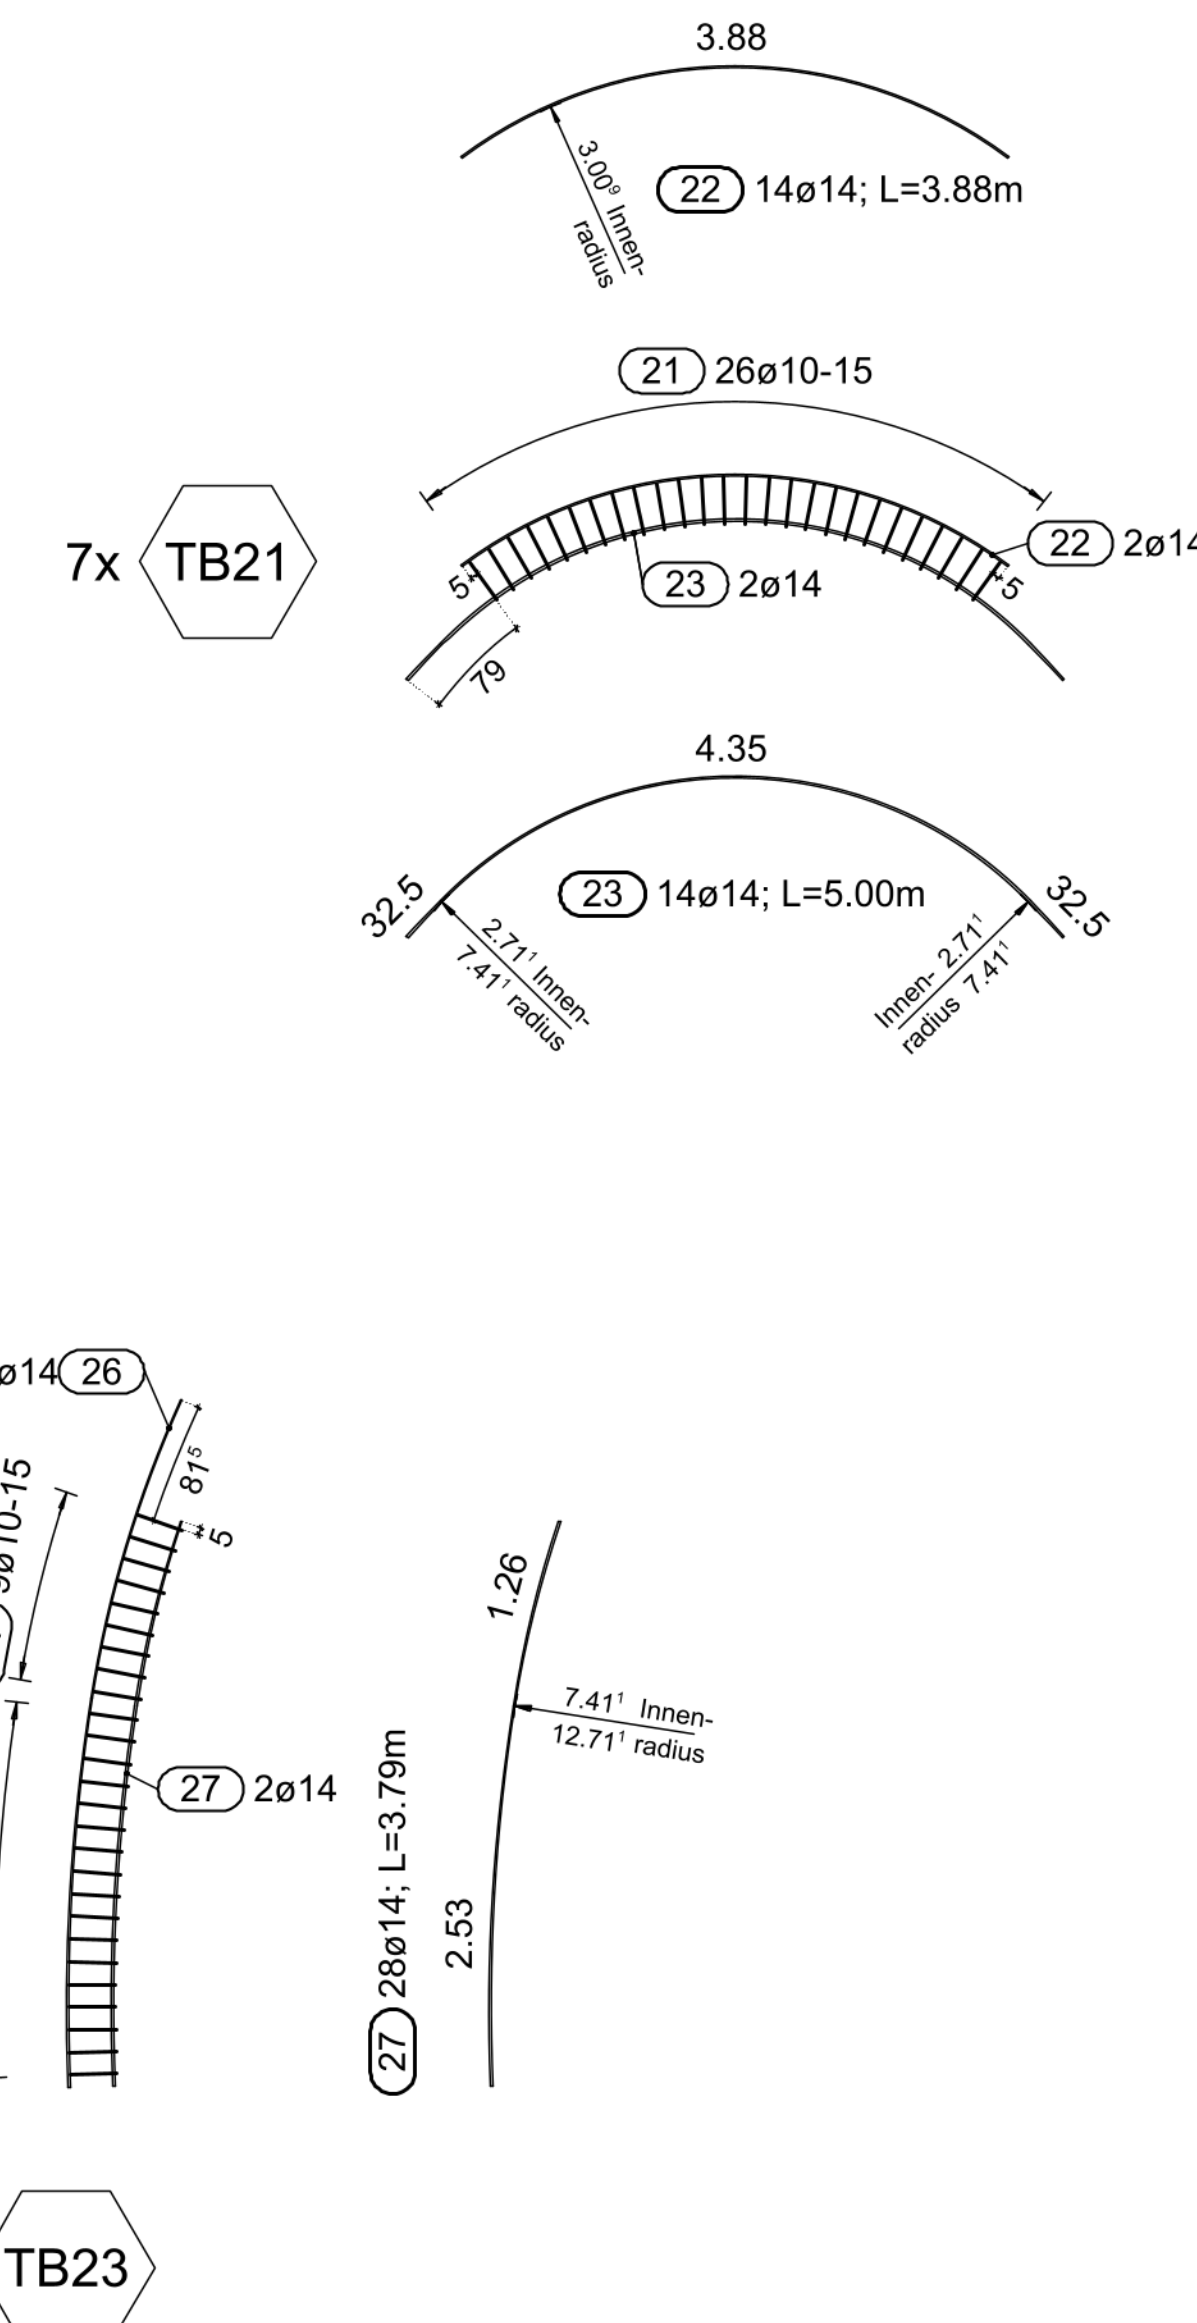 3.88
3.00⁹ Innen-
radius
22 14ø14; L=3.88m
21 26ø10-15
7x TB21
22 2ø14
5
5
23 2ø14
79
4.35
32.5
32.5
23 14ø14; L=5.00m
2.71¹ Innen-
7.41¹ radius
Innen- 2.71¹
radius 7.41¹
ø14 26
81⁵
ø10-15
5
1.26
7.41¹ Innen-
12.71¹ radius
27 2ø14
27 28ø14; L=3.79m
2.53
TB23